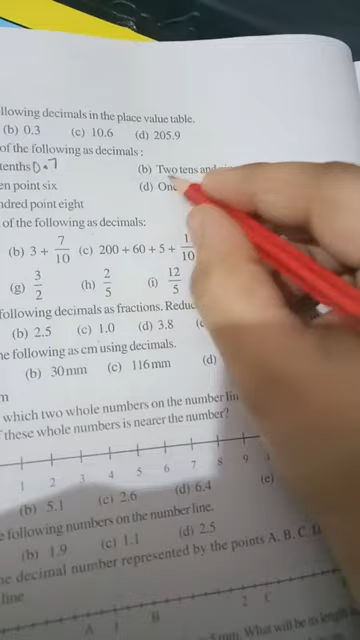 llowing decimals in the place value table.
(b) 0.3 (c) 10.6 (d) 205.9
of the following as decimals :
tenths 0.7 (b) Two tens and
en point six (d) One
ndred point eight
of the following as decimals:
(b) 3 + 7/10 (c) 200 + 60 + 5 + 1/10
(g) 3/2 (h) 2/5 (i) 12/5
following decimals as fractions. Reduc
(b) 2.5 (c) 1.0 (d) 3.8
he following as cm using decimals.
(b) 30 mm (c) 116 mm (d)
m
which two whole numbers on the number lin
these whole numbers is nearer the number?
1 2 3 4 5 6 7 8 9
(b) 5.1 (c) 2.6 (d) 6.4 (e)
e following numbers on the number line.
(b) 1.9 (c) 1.1 (d) 2.5
he decimal number represented by the points A, B, C, D
line
A 1 B 2 C
mm. What will be its length